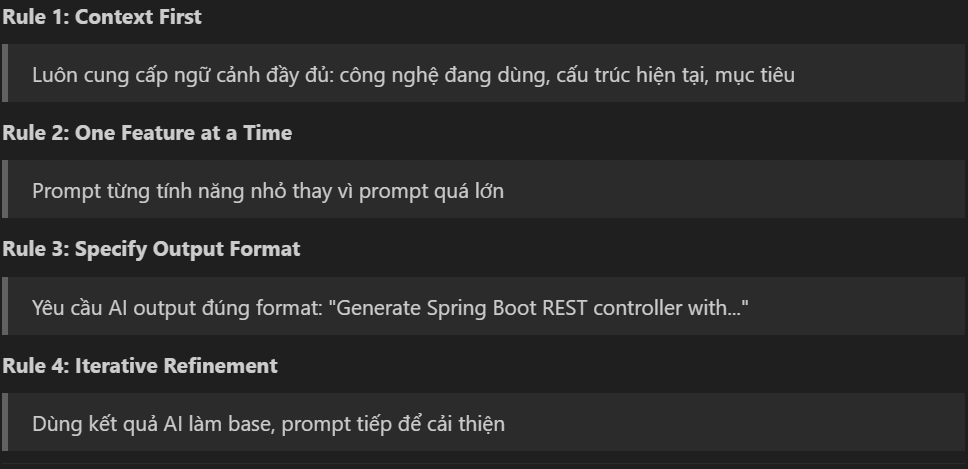 Rule 1: Context First
Luôn cung cấp ngữ cảnh đầy đủ: công nghệ đang dùng, cấu trúc hiện tại, mục tiêu
Rule 2: One Feature at a Time
Prompt từng tính năng nhỏ thay vì prompt quá lớn
Rule 3: Specify Output Format
Yêu cầu AI output đúng format: "Generate Spring Boot REST controller with..."
Rule 4: Iterative Refinement
Dùng kết quả AI làm base, prompt tiếp để cải thiện